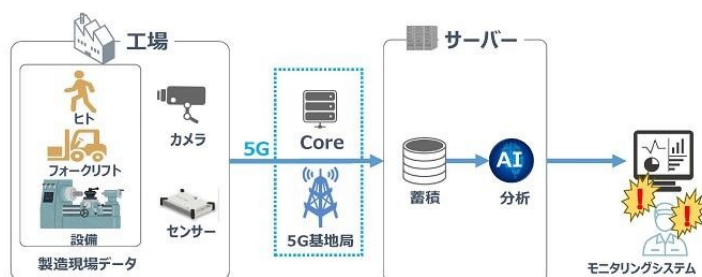 工場
ヒト
フォークリフト
設備
製造現場データ
カメラ
センサー
5G
Core
5G基地局
サーバー
蓄積
AI
分析
!
!
モニタリングシステム